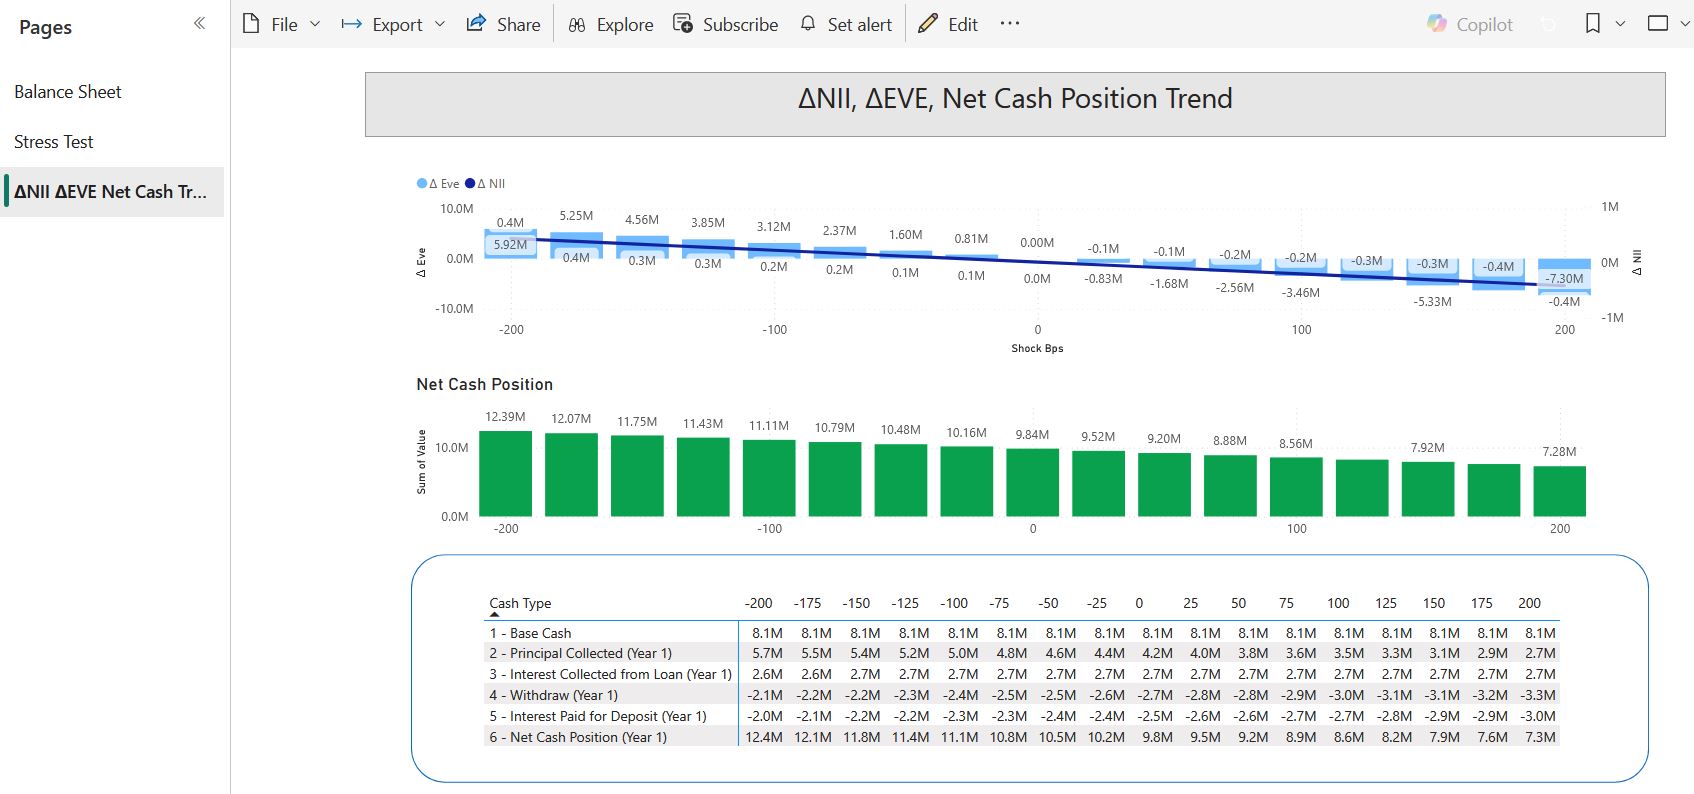 Pages
Balance Sheet
Stress Test
ΔNII ΔEVE Net Cash Tr...
File Export Share Explore Subscribe Set alert Edit Copilot
ΔNII, ΔEVE, Net Cash Position Trend
Δ Eve Δ NII
10.0M
0.0M
-10.0M
Δ Eve
0.4M 5.25M 4.56M 3.85M 3.12M 2.37M 1.60M 0.81M 0.00M -0.1M -0.1M -0.2M -0.2M -0.3M -0.3M -0.4M -7.30M
5.92M 0.4M 0.3M 0.3M 0.2M 0.2M 0.1M 0.1M 0.0M -0.83M -1.68M -2.56M -3.46M -5.33M -0.4M
1M
0M
-1M
Δ NII
-200 -100 0 100 200
Shock Bps
Net Cash Position
Sum of Value
10.0M
0.0M
12.39M 12.07M 11.75M 11.43M 11.11M 10.79M 10.48M 10.16M 9.84M 9.52M 9.20M 8.88M 8.56M 7.92M 7.28M
-200 -100 0 100 200
Cash Type -200 -175 -150 -125 -100 -75 -50 -25 0 25 50 75 100 125 150 175 200
1 - Base Cash 8.1M 8.1M 8.1M 8.1M 8.1M 8.1M 8.1M 8.1M 8.1M 8.1M 8.1M 8.1M 8.1M 8.1M 8.1M 8.1M 8.1M
2 - Principal Collected (Year 1) 5.7M 5.5M 5.4M 5.2M 5.0M 4.8M 4.6M 4.4M 4.2M 4.0M 3.8M 3.6M 3.5M 3.3M 3.1M 2.9M 2.7M
3 - Interest Collected from Loan (Year 1) 2.6M 2.6M 2.7M 2.7M 2.7M 2.7M 2.7M 2.7M 2.7M 2.7M 2.7M 2.7M 2.7M 2.7M 2.7M 2.7M 2.7M
4 - Withdraw (Year 1) -2.1M -2.2M -2.2M -2.3M -2.4M -2.5M -2.5M -2.6M -2.7M -2.8M -2.8M -2.9M -3.0M -3.1M -3.1M -3.2M -3.3M
5 - Interest Paid for Deposit (Year 1) -2.0M -2.1M -2.2M -2.2M -2.3M -2.3M -2.4M -2.4M -2.5M -2.6M -2.6M -2.7M -2.7M -2.8M -2.9M -2.9M -3.0M
6 - Net Cash Position (Year 1) 12.4M 12.1M 11.8M 11.4M 11.1M 10.8M 10.5M 10.2M 9.8M 9.5M 9.2M 8.9M 8.6M 8.2M 7.9M 7.6M 7.3M